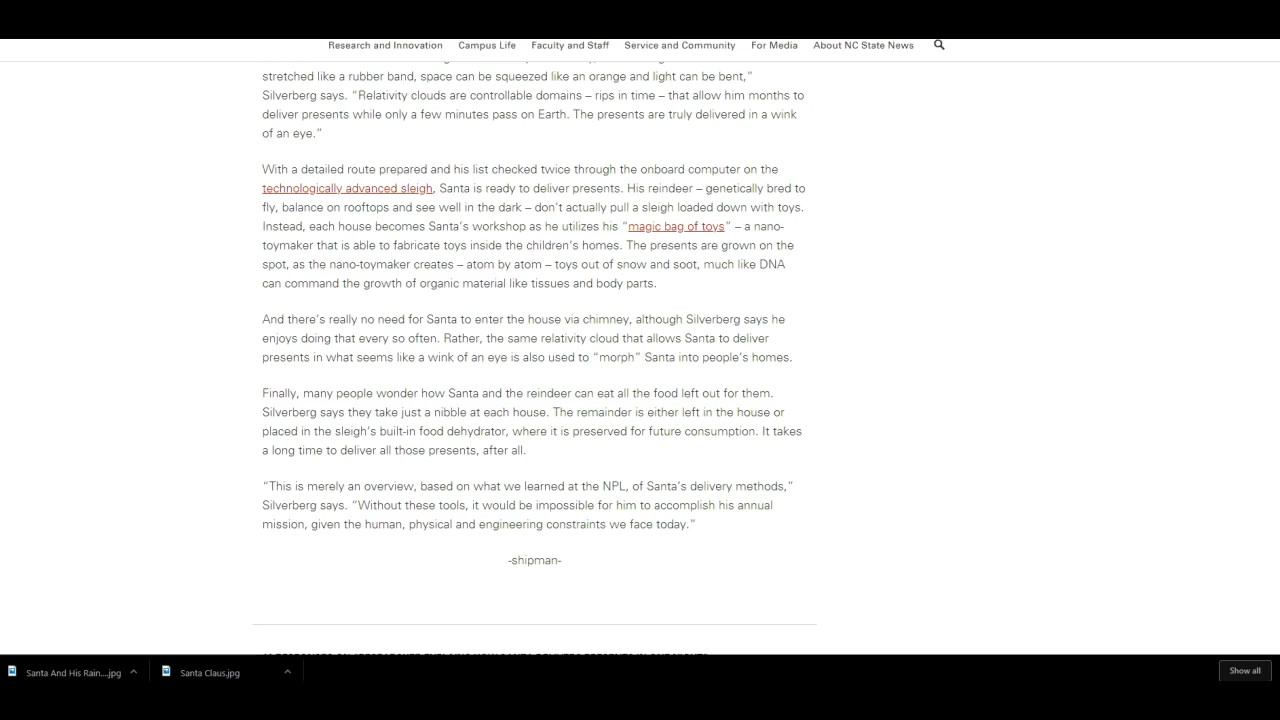 Research and Innovation Campus Life Faculty and Staff Service and Community For Media About NC State News
stretched like a rubber band, space can be squeezed like an orange and light can be bent,”
Silverberg says. “Relativity clouds are controllable domains – rips in time – that allow him months to
deliver presents while only a few minutes pass on Earth. The presents are truly delivered in a wink
of an eye.”
With a detailed route prepared and his list checked twice through the onboard computer on the
technologically advanced sleigh, Santa is ready to deliver presents. His reindeer – genetically bred to
fly, balance on rooftops and see well in the dark – don’t actually pull a sleigh loaded down with toys.
Instead, each house becomes Santa’s workshop as he utilizes his “magic bag of toys” – a nano-
toymaker that is able to fabricate toys inside the children’s homes. The presents are grown on the
spot, as the nano-toymaker creates – atom by atom – toys out of snow and soot, much like DNA
can command the growth of organic material like tissues and body parts.
And there’s really no need for Santa to enter the house via chimney, although Silverberg says he
enjoys doing that every so often. Rather, the same relativity cloud that allows Santa to deliver
presents in what seems like a wink of an eye is also used to “morph” Santa into people’s homes.
Finally, many people wonder how Santa and the reindeer can eat all the food left out for them.
Silverberg says they take just a nibble at each house. The remainder is either left in the house or
placed in the sleigh’s built-in food dehydrator, where it is preserved for future consumption. It takes
a long time to deliver all those presents, after all.
“This is merely an overview, based on what we learned at the NPL, of Santa’s delivery methods,”
Silverberg says. “Without these tools, it would be impossible for him to accomplish his annual
mission, given the human, physical and engineering constraints we face today.”
-shipman-
Santa And His Rain....jpg Santa Claus.jpg Show all